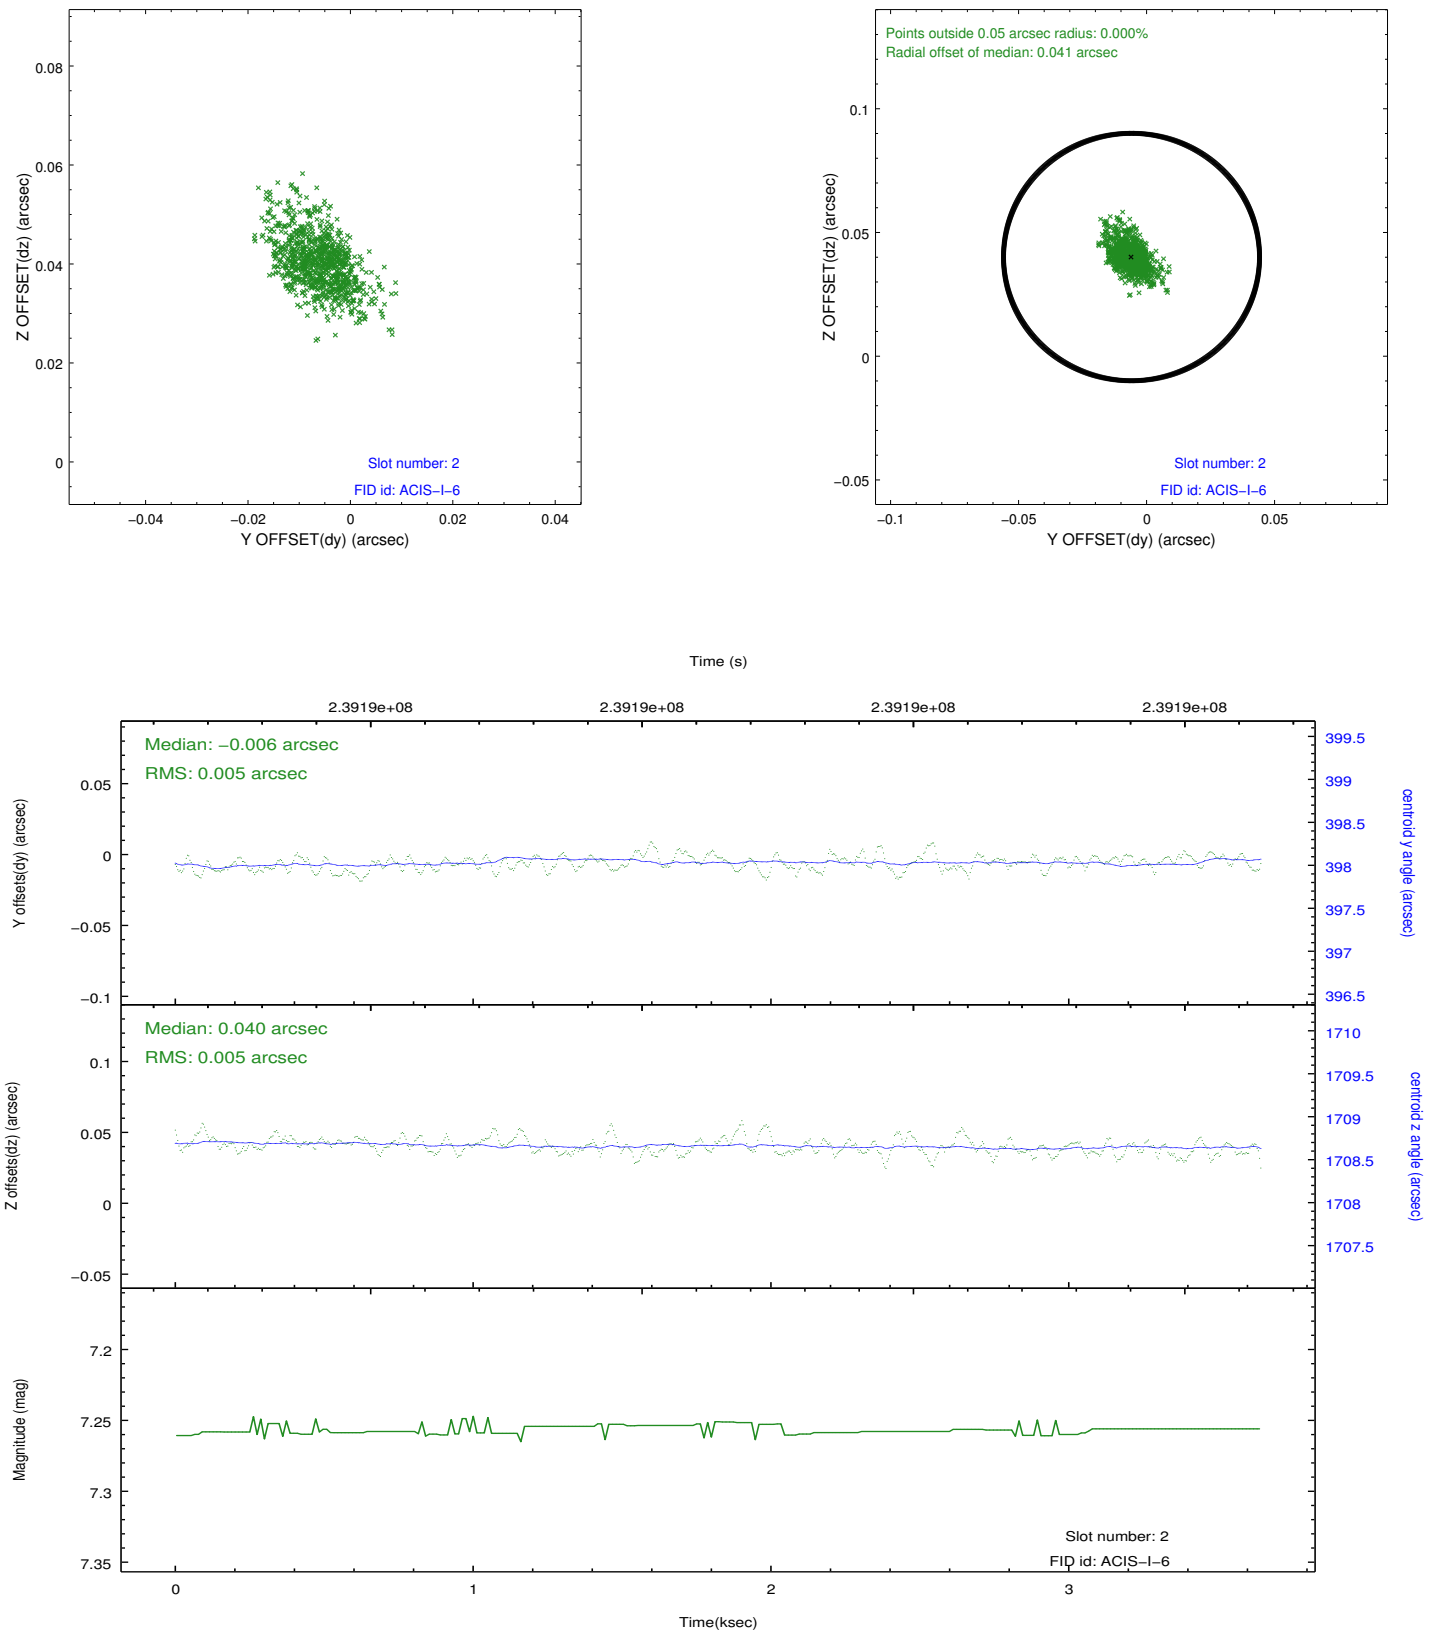 0.08
0.06
0.04
0.02
0
Z OFFSET(dz) (arcsec)
Slot number: 2
FID id: ACIS−I−6
−0.04
−0.02
0
0.02
0.04
Y OFFSET(dy) (arcsec)
Points outside 0.05 arcsec radius: 0.000%
Radial offset of median: 0.041 arcsec
0.1
0.05
0
−0.05
Z OFFSET(dz) (arcsec)
Slot number: 2
FID id: ACIS−I−6
−0.1
−0.05
0
0.05
Y OFFSET(dy) (arcsec)
Time (s)
2.3919e+08
2.3919e+08
2.3919e+08
2.3919e+08
Median: −0.006 arcsec
RMS: 0.005 arcsec
0.05
0
−0.05
−0.1
Y offsets(dy) (arcsec)
399.5
399
398.5
398
397.5
397
396.5
centroid y angle (arcsec)
Median: 0.040 arcsec
RMS: 0.005 arcsec
0.1
0.05
0
−0.05
Z offsets(dz) (arcsec)
1710
1709.5
1709
1708.5
1708
1707.5
centroid z angle (arcsec)
7.2
7.25
7.3
7.35
Magnitude (mag)
Slot number: 2
FID id: ACIS−I−6
0
1
2
3
Time(ksec)